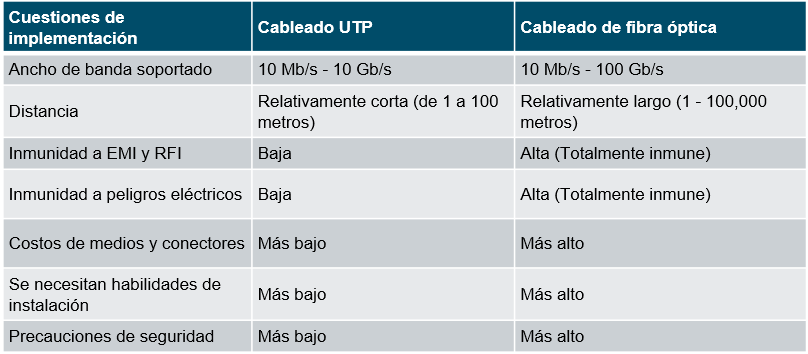 Cuestiones de
implementación
Cableado UTP
Cableado de fibra óptica
Ancho de banda soportado
10 Mb/s - 10 Gb/s
10 Mb/s - 100 Gb/s
Distancia
Relativamente corta (de 1 a 100
metros)
Relativamente largo (1 - 100,000
metros)
Inmunidad a EMI y RFI
Baja
Alta (Totalmente inmune)
Inmunidad a peligros eléctricos
Baja
Alta (Totalmente inmune)
Costos de medios y conectores
Más bajo
Más alto
Se necesitan habilidades de
instalación
Más bajo
Más alto
Precauciones de seguridad
Más bajo
Más alto